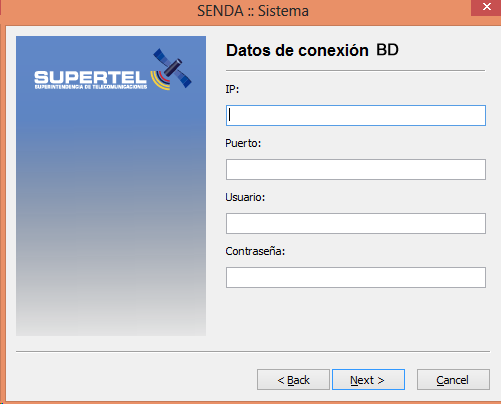 SENDA :: Sistema
SUPERTEL
SUPERINTENDENCIA DE TELECOMUNICACIONES
Datos de conexión BD
IP:
Puerto:
Usuario:
Contraseña:
< Back
Next >
Cancel